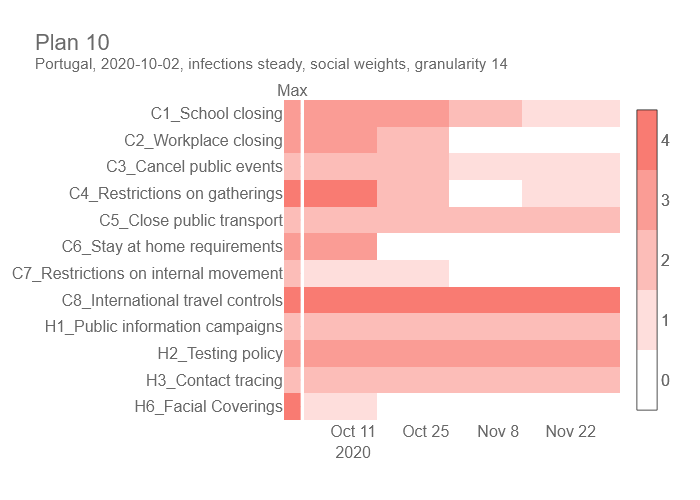 Plan 10
Portugal, 2020-10-02, infections steady, social weights, granularity 14
Max
C1_School closing
C2_Workplace closing
C3_Cancel public events
C4_Restrictions on gatherings
C5_Close public transport
C6_Stay at home requirements
C7_Restrictions on internal movement
C8_International travel controls
H1_Public information campaigns
H2_Testing policy
H3_Contact tracing
H6_Facial Coverings
Oct 11 Oct 25 Nov 8 Nov 22
2020
4
3
2
1
0